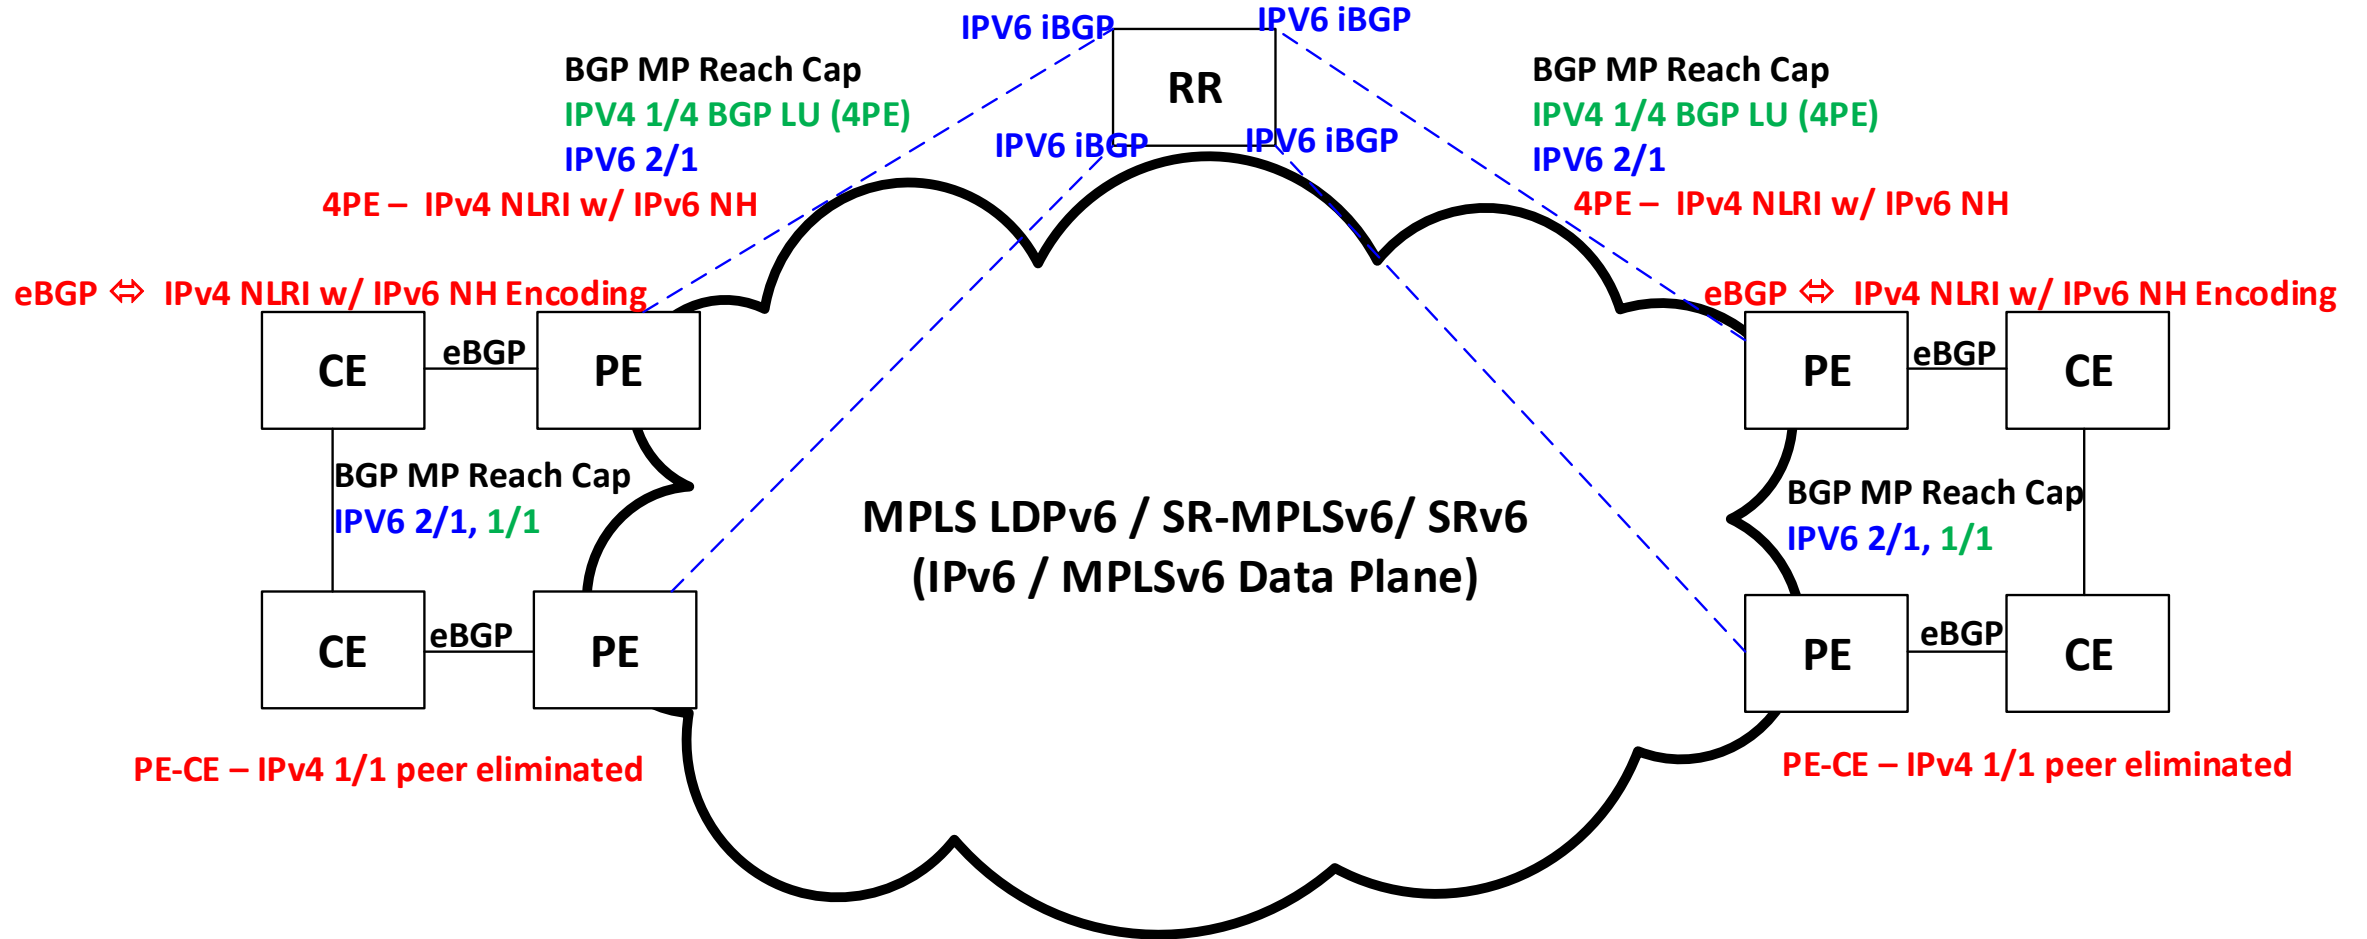 IPV6 iBGP
IPV6 iBGP
BGP MP Reach Cap
IPV4 1/4 BGP LU (4PE)
IPV6 2/1
4PE – IPv4 NLRI w/ IPv6 NH
RR
IPV6 iBGP
IPV6 iBGP
BGP MP Reach Cap
IPV4 1/4 BGP LU (4PE)
IPV6 2/1
4PE – IPv4 NLRI w/ IPv6 NH
eBGP ⇔ IPv4 NLRI w/ IPv6 NH Encoding
eBGP ⇔ IPv4 NLRI w/ IPv6 NH Encoding
CE
eBGP
PE
PE
eBGP
CE
BGP MP Reach Cap
IPV6 2/1, 1/1
MPLS LDPv6 / SR-MPLSv6/ SRv6
(IPv6 / MPLSv6 Data Plane)
BGP MP Reach Cap
IPV6 2/1, 1/1
CE
eBGP
PE
PE
eBGP
CE
PE-CE – IPv4 1/1 peer eliminated
PE-CE – IPv4 1/1 peer eliminated